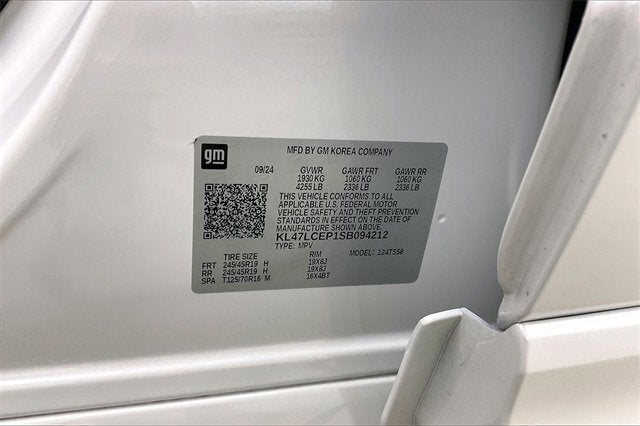 gm
MFD BY GM KOREA COMPANY
09/24 GVWR GAWR FRT GAWR RR
1930 KG 1060 KG 1060 KG
4255 LB 2336 LB 2336 LB
THIS VEHICLE CONFORMS TO ALL
APPLICABLE U.S. FEDERAL MOTOR
VEHICLE SAFETY AND THEFT PREVENTION
STANDARDS IN EFFECT ON THE DATE OF
MANUFACTURE SHOWN ABOVE.
KL47LCEP1SB094212
TYPE: MPV MODEL: 124TS58
TIRE SIZE RIM
FRT 245/45R19 H 19X8J
RR 245/45R19 H 19X8J
SPA T125/70R16 M 16X4BT